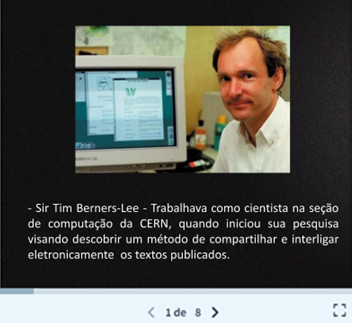 - Sir Tim Berners-Lee - Trabalhava como cientista na seção
de computação da CERN, quando iniciou sua pesquisa
visando descobrir um método de compartilhar e interligar
eletronicamente os textos publicados.
1 de 8